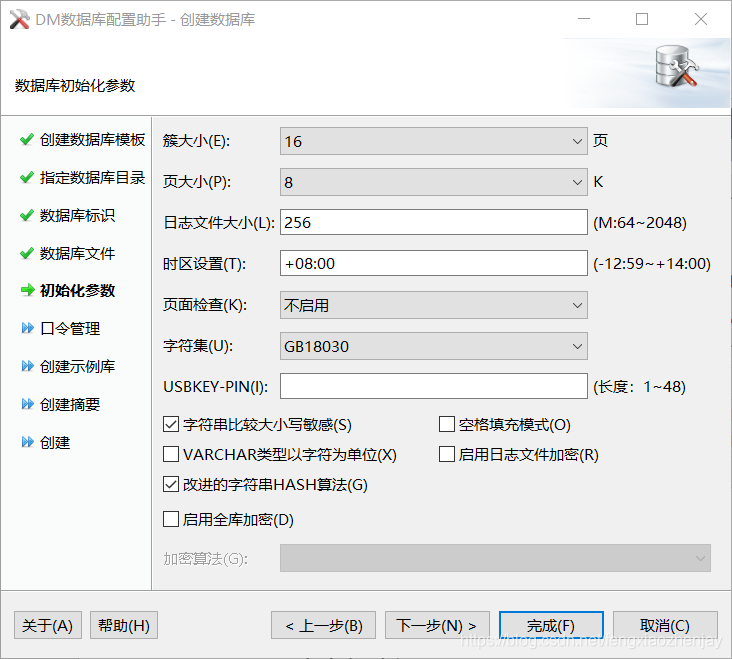 DM数据库配置助手 - 创建数据库
数据库初始化参数
创建数据库模板
指定数据库目录
数据库标识
数据库文件
初始化参数
口令管理
创建示例库
创建摘要
创建
簇大小(E): 16 页
页大小(P): 8 K
日志文件大小(L): 256 (M:64~2048)
时区设置(T): +08:00 (-12:59~+14:00)
页面检查(K): 不启用
字符集(U): GB18030
USBKEY-PIN(I): (长度：1~48)
字符串比较大小写敏感(S) 空格填充模式(O)
VARCHAR类型以字符为单位(X) 启用日志文件加密(R)
改进的字符串HASH算法(G)
启用全库加密(D)
加密算法(G):
关于(A) 帮助(H) < 上一步(B) 下一步(N) > 完成(F) 取消(C)
https://blog.csdn.net/fengxiaozhenjay